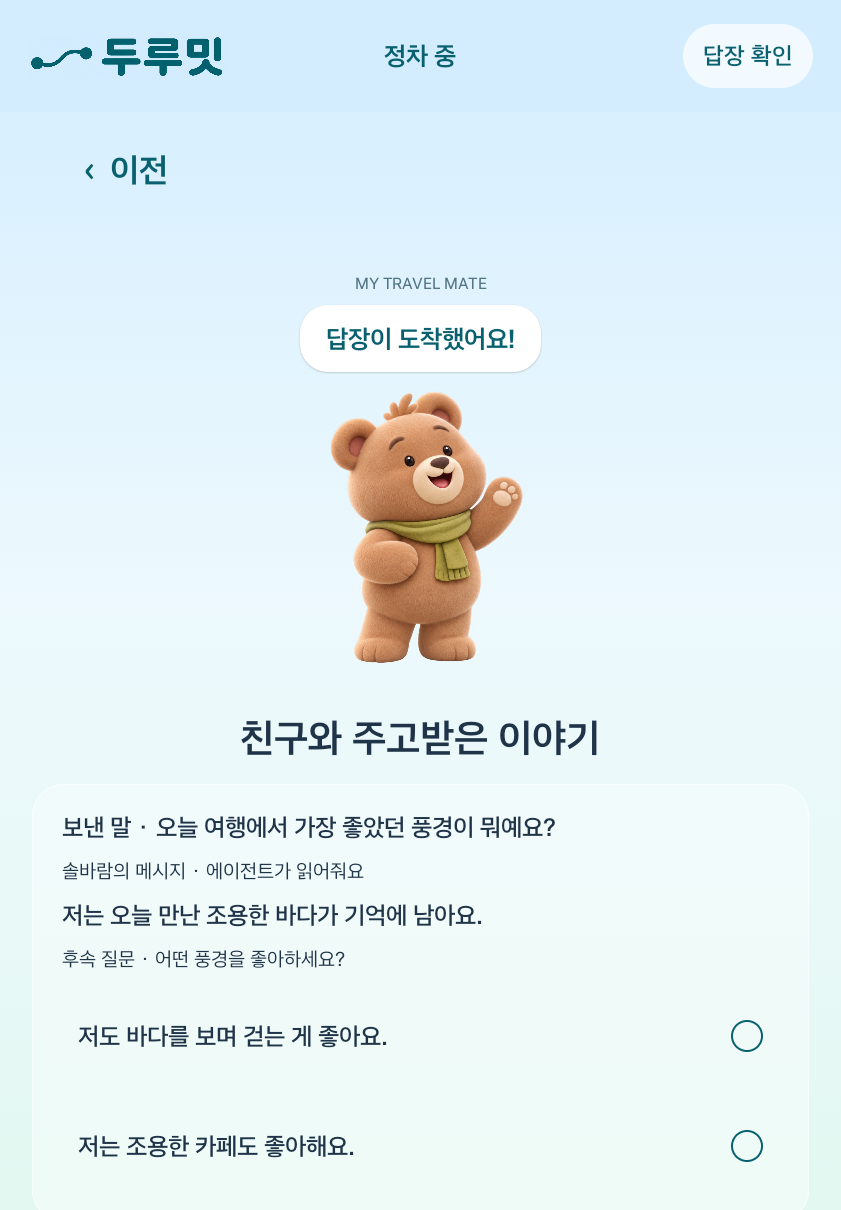 두루밋
정차 중
답장 확인
‹ 이전
MY TRAVEL MATE
답장이 도착했어요!
친구와 주고받은 이야기
보낸 말 · 오늘 여행에서 가장 좋았던 풍경이 뭐예요?
솔바람의 메시지 · 에이전트가 읽어줘요
저는 오늘 만난 조용한 바다가 기억에 남아요.
후속 질문 · 어떤 풍경을 좋아하세요?
저도 바다를 보며 걷는 게 좋아요.
저는 조용한 카페도 좋아해요.